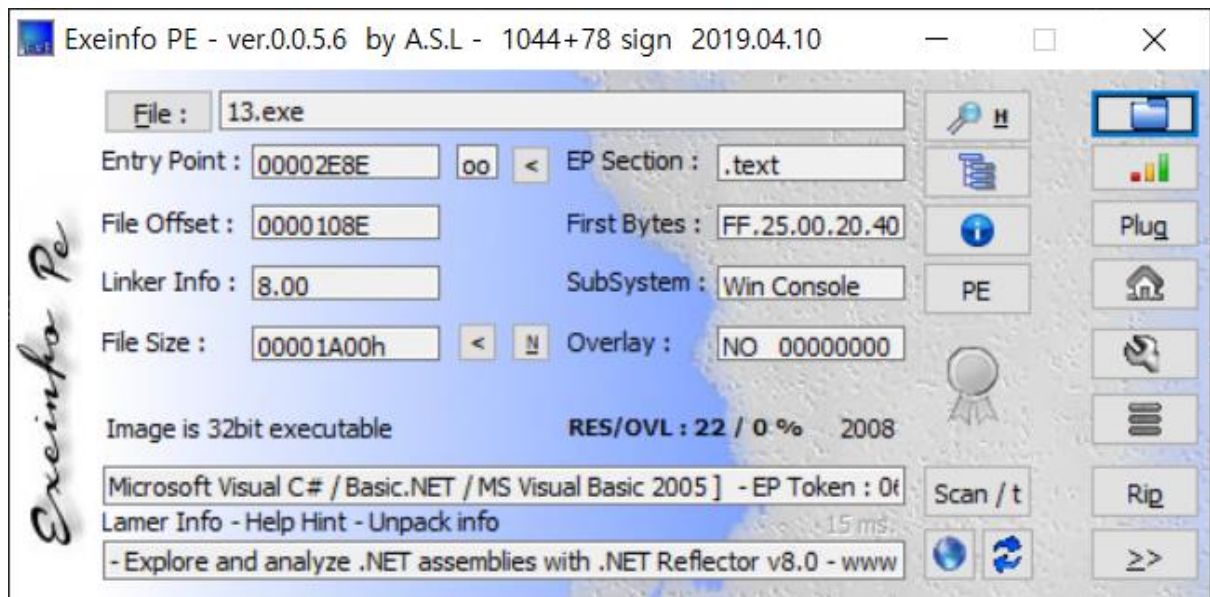 Exeinfo PE - ver.0.0.5.6 by A.S.L - 1044+78 sign 2019.04.10
File : 13.exe H
Entry Point : 00002E8E oo < EP Section : .text
File Offset : 0000108E First Bytes : FF.25.00.20.40 Plug
Linker Info : 8.00 SubSystem : Win Console PE
File Size : 00001A00h < N Overlay : NO 00000000
Image is 32bit executable RES/OVL : 22 / 0 % 2008
Microsoft Visual C# / Basic.NET / MS Visual Basic 2005 ] - EP Token : 06 Scan / t Rip
Lamer Info - Help Hint - Unpack info 15 ms.
- Explore and analyze .NET assemblies with .NET Reflector v8.0 - www >>
Exeinfo Pe